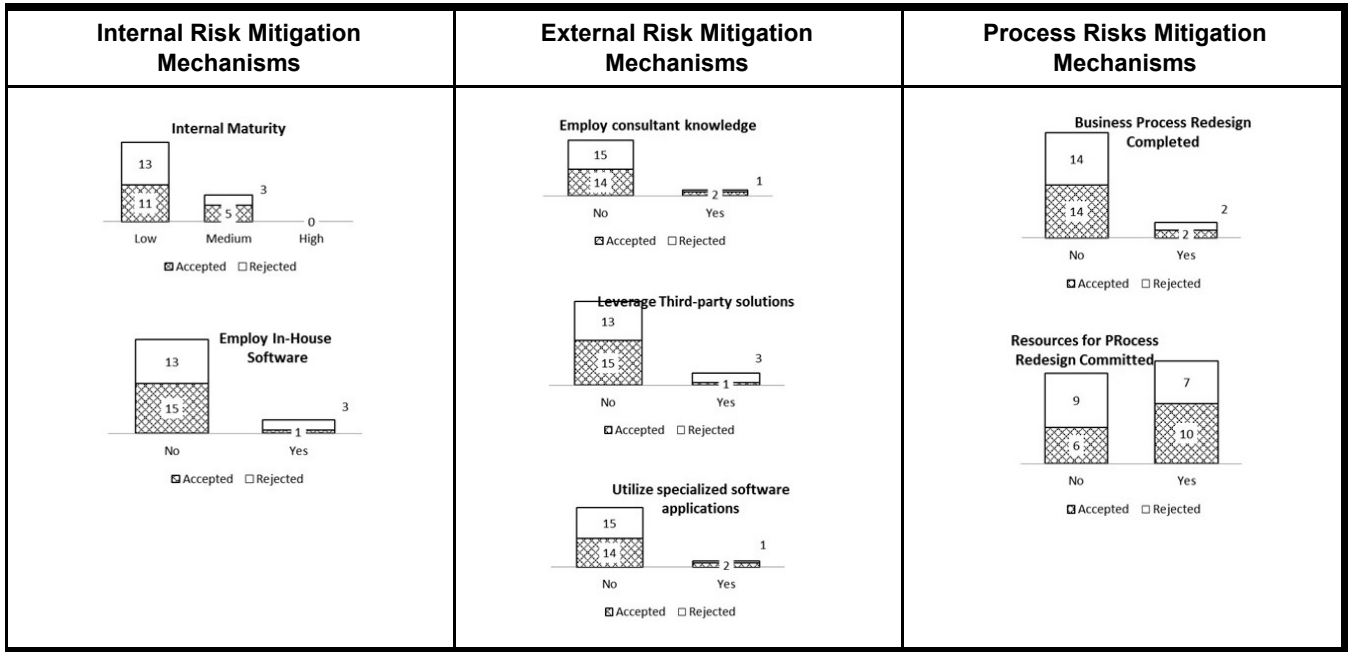 Internal Risk Mitigation
Mechanisms
External Risk Mitigation
Mechanisms
Process Risks Mitigation
Mechanisms
Internal Maturity
13
11
3
5
0
Low
Medium
High
Accepted
Rejected
Employ In-House
Software
13
15
3
1
No
Yes
Accepted
Rejected
Employ consultant knowledge
15
14
1
2
No
Yes
Accepted
Rejected
Leverage Third-party solutions
13
15
3
1
No
Yes
Accepted
Rejected
Utilize specialized software
applications
15
14
1
2
No
Yes
Accepted
Rejected
Business Process Redesign
Completed
14
14
2
2
No
Yes
Accepted
Rejected
Resources for PRocess
Redesign Committed
9
6
7
10
No
Yes
Accepted
Rejected